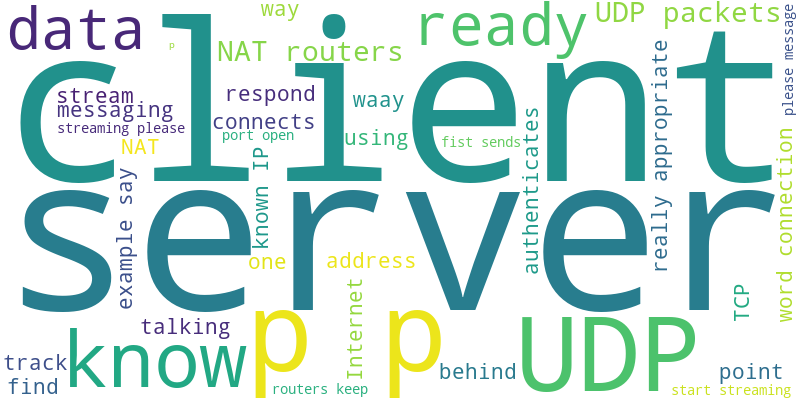 way
UDP packets
please message
data
ready
NAT routers
p
client
stream
respond
messaging
waay
streaming please
connects
port open
using
fist sends
NAT
known IP
example say
authenticates
really appropriate
word connection
server
one
address
Internet
TCP
p p
UDP
talking
know
track
find
behind
point
routers keep
start streaming